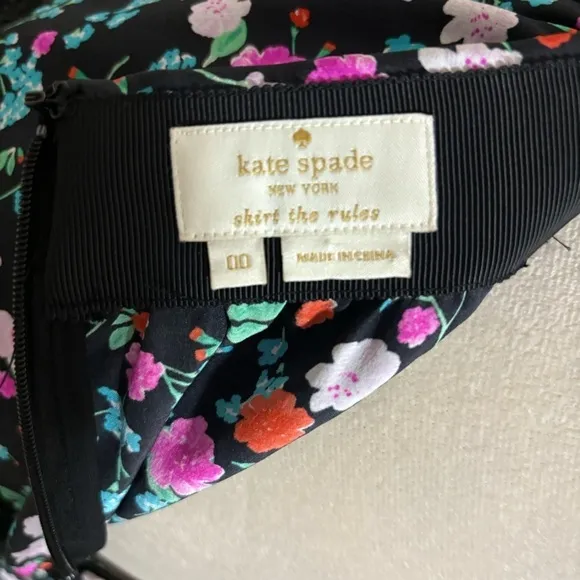 kate spade
NEW YORK
skirt the rules
00
MADE IN CHINA